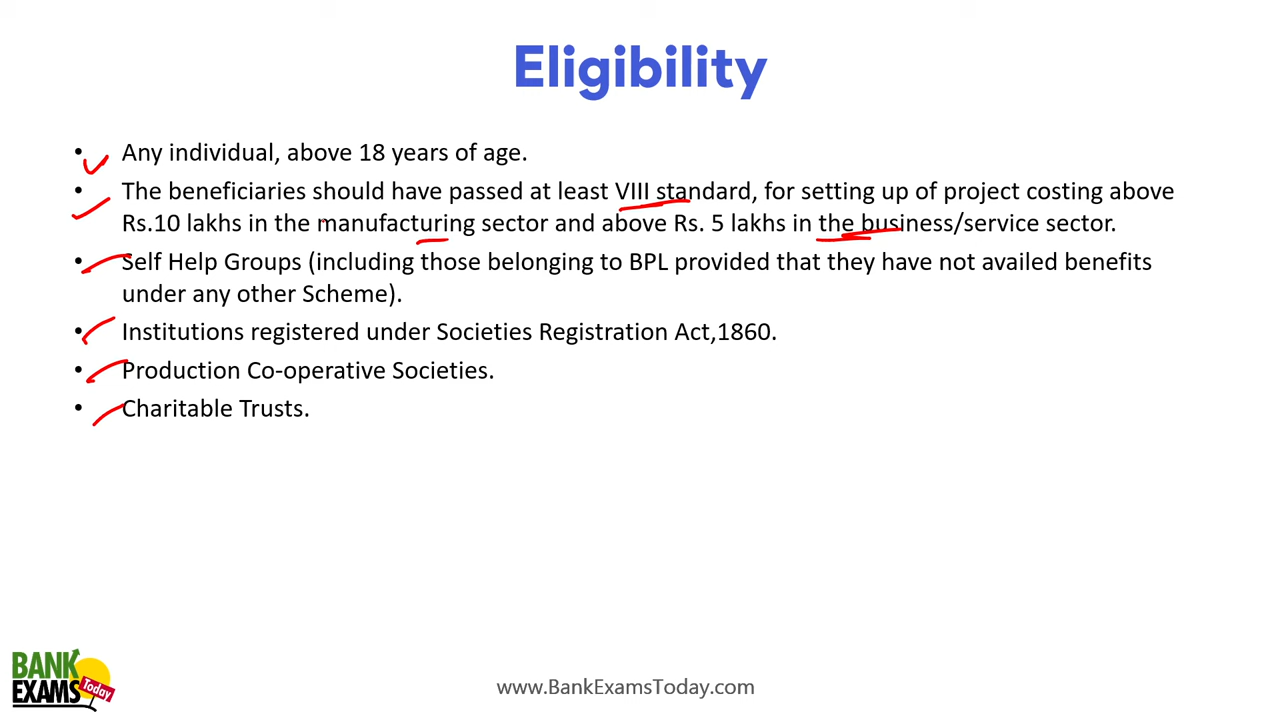 Eligibility
• Any individual, above 18 years of age.
• The beneficiaries should have passed at least VIII standard, for setting up of project costing above
Rs.10 lakhs in the manufacturing sector and above Rs. 5 lakhs in the business/service sector.
• Self Help Groups (including those belonging to BPL provided that they have not availed benefits
under any other Scheme).
• Institutions registered under Societies Registration Act,1860.
• Production Co-operative Societies.
• Charitable Trusts.
BANK
EXAMS
Today
www.BankExamsToday.com